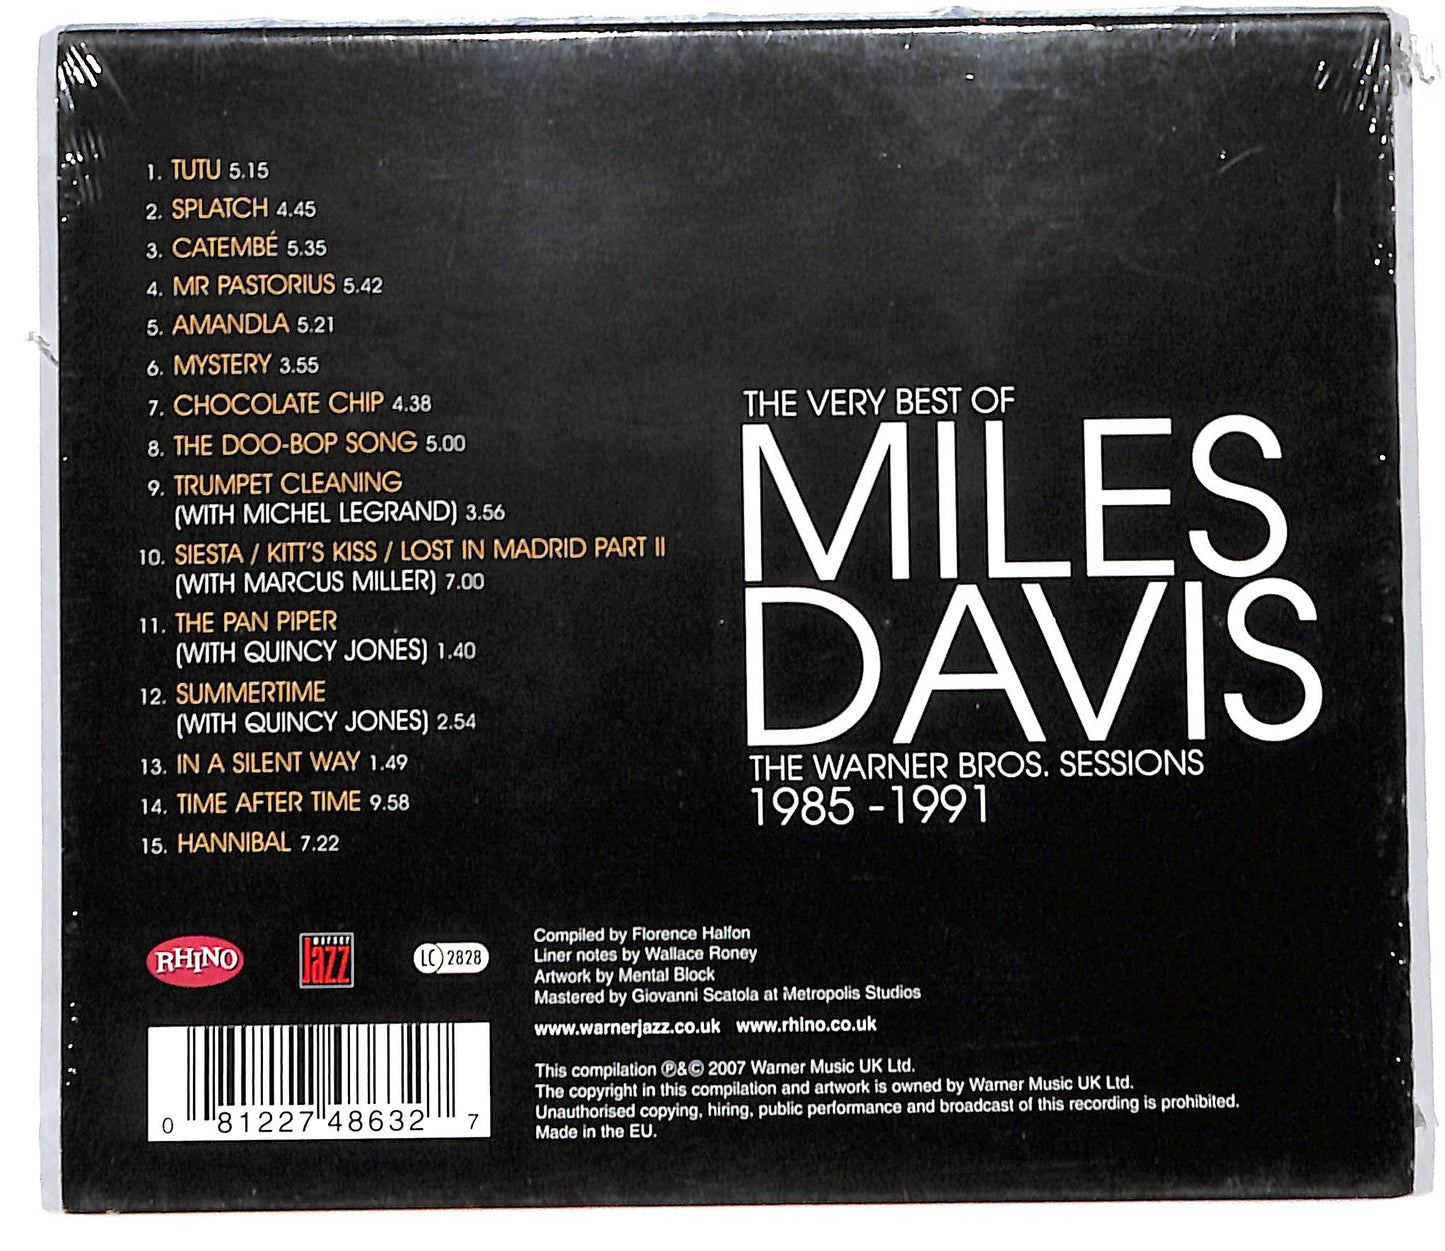 1. TUTU 5.15
2. SPLATCH 4.45
3. CATEMBÉ 5.35
4. MR PASTORIUS 5.42
5. AMANDLA 5.21
6. MYSTERY 3.55
7. CHOCOLATE CHIP 4.38
8. THE DOO-BOP SONG 5.00
9. TRUMPET CLEANING
(WITH MICHEL LEGRAND) 3.56
10. SIESTA / KITT'S KISS / LOST IN MADRID PART II
(WITH MARCUS MILLER) 7.00
11. THE PAN PIPER
(WITH QUINCY JONES) 1.40
12. SUMMERTIME
(WITH QUINCY JONES) 2.54
13. IN A SILENT WAY 1.49
14. TIME AFTER TIME 9.58
15. HANNIBAL 7.22
THE VERY BEST OF
MILES
DAVIS
THE WARNER BROS. SESSIONS
1985 -1991
RHINO
warner
Jazz
LC 2828
Compiled by Florence Halfon
Liner notes by Wallace Roney
Artwork by Mental Block
Mastered by Giovanni Scatola at Metropolis Studios
www.warnerjazz.co.uk www.rhino.co.uk
This compilation ℗&© 2007 Warner Music UK Ltd.
The copyright in this compilation and artwork is owned by Warner Music UK Ltd.
Unauthorised copying, hiring, public performance and broadcast of this recording is prohibited.
Made in the EU.
0 81227 48632 7